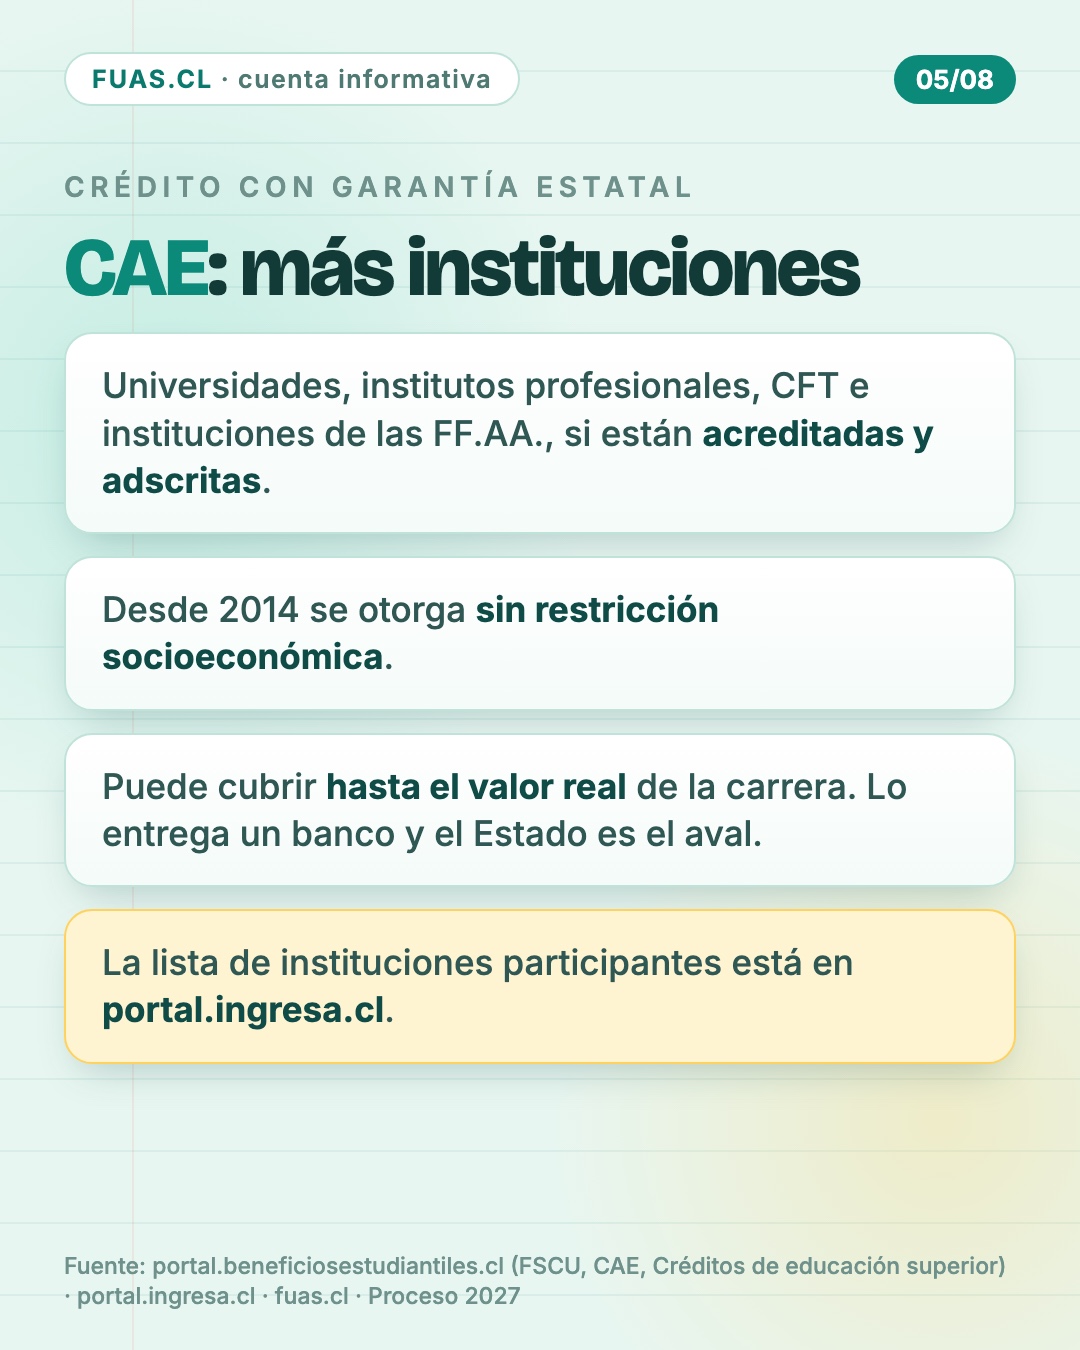 FUAS.CL · cuenta informativa
05/08
CRÉDITO CON GARANTÍA ESTATAL
CAE: más instituciones
Universidades, institutos profesionales, CFT e
instituciones de las FF.AA., si están acreditadas y
adscritas.
Desde 2014 se otorga sin restricción
socioeconómica.
Puede cubrir hasta el valor real de la carrera. Lo
entrega un banco y el Estado es el aval.
La lista de instituciones participantes está en
portal.ingresa.cl.
Fuente: portal.beneficiosestudiantiles.cl (FSCU, CAE, Créditos de educación superior)
· portal.ingresa.cl · fuas.cl · Proceso 2027